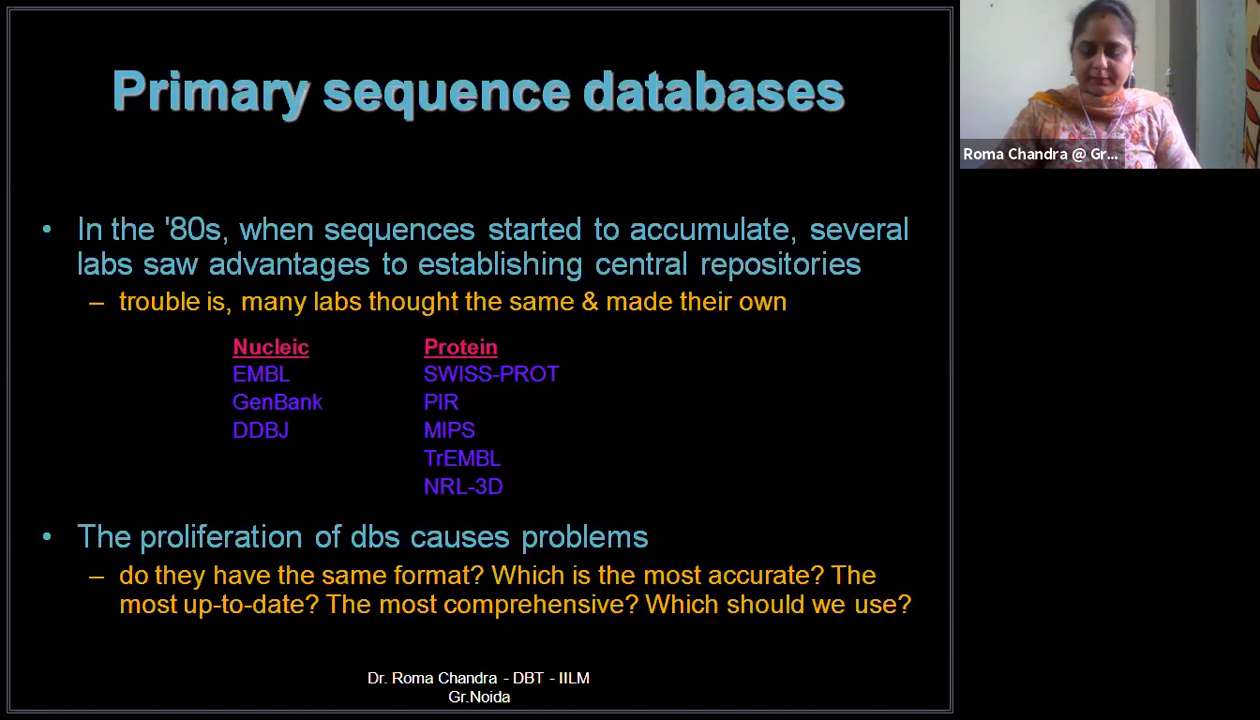 Primary sequence databases
• In the '80s, when sequences started to accumulate, several
labs saw advantages to establishing central repositories
– trouble is, many labs thought the same & made their own
Nucleic Protein
EMBL SWISS-PROT
GenBank PIR
DDBJ MIPS
TrEMBL
NRL-3D
• The proliferation of dbs causes problems
– do they have the same format? Which is the most accurate? The
most up-to-date? The most comprehensive? Which should we use?
Dr. Roma Chandra - DBT - IILM
Gr.Noida
Roma Chandra @ Gr...